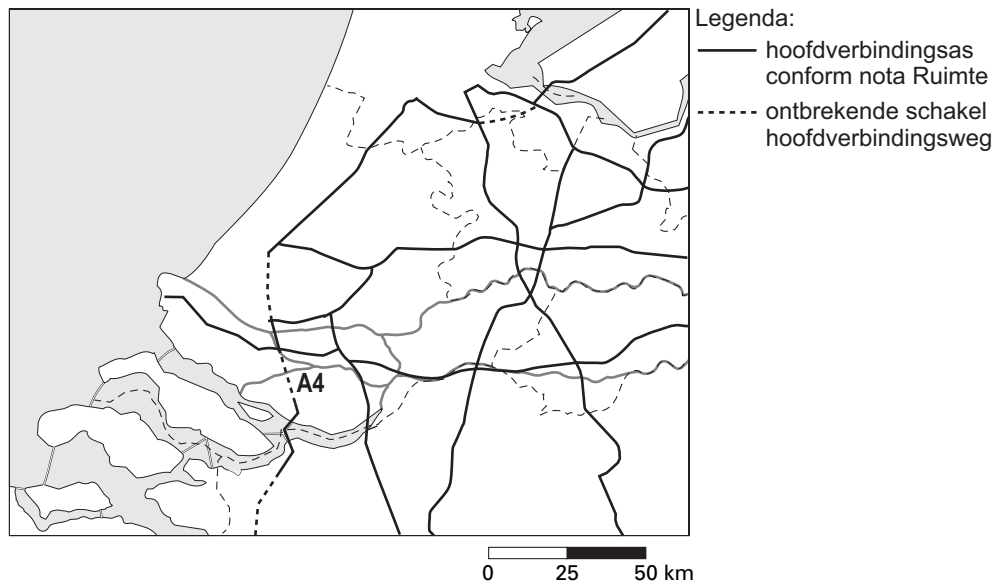 Legenda:
hoofdverbindingsas
conform nota Ruimte
ontbrekende schakel
hoofdverbindingsweg
A4
0 25 50 km